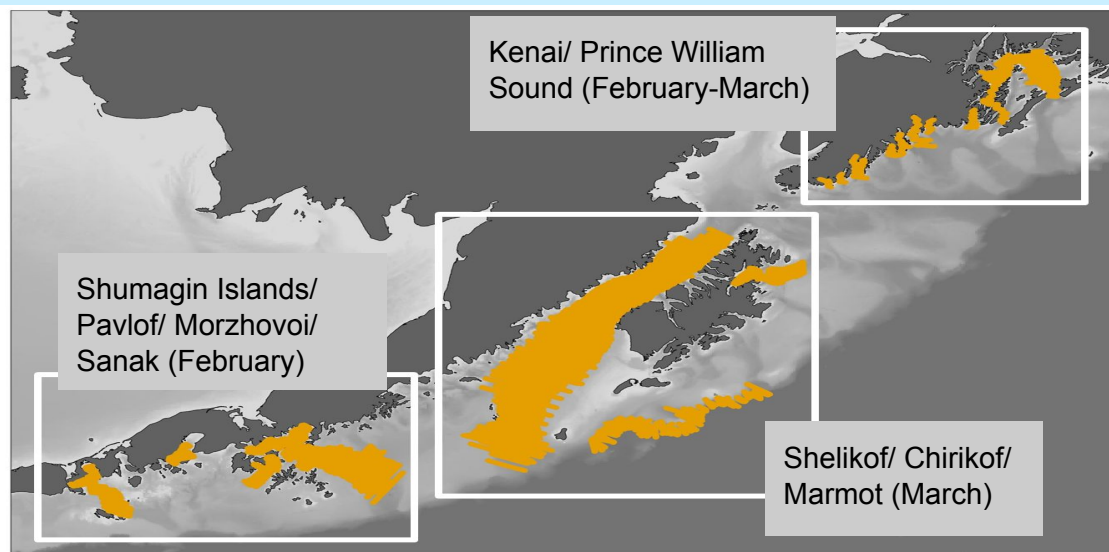 Kenai/ Prince William
Sound (February-March)
Shumagin Islands/
Pavlof/ Morzhovoi/
Sanak (February)
Shelikof/ Chirikof/
Marmot (March)